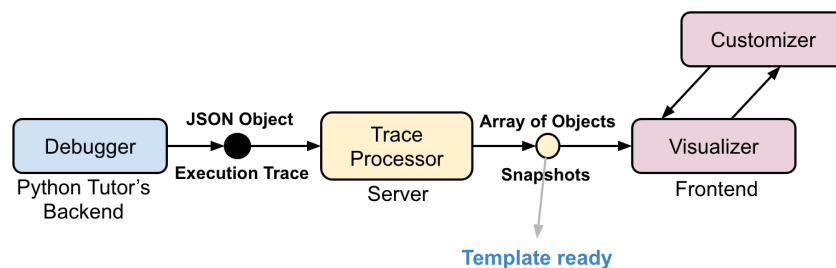 Customizer
JSON Object
Array of Objects
Debugger
Trace
Processor
Visualizer
Execution Trace
Snapshots
Python Tutor's
Backend
Server
Frontend
Template ready